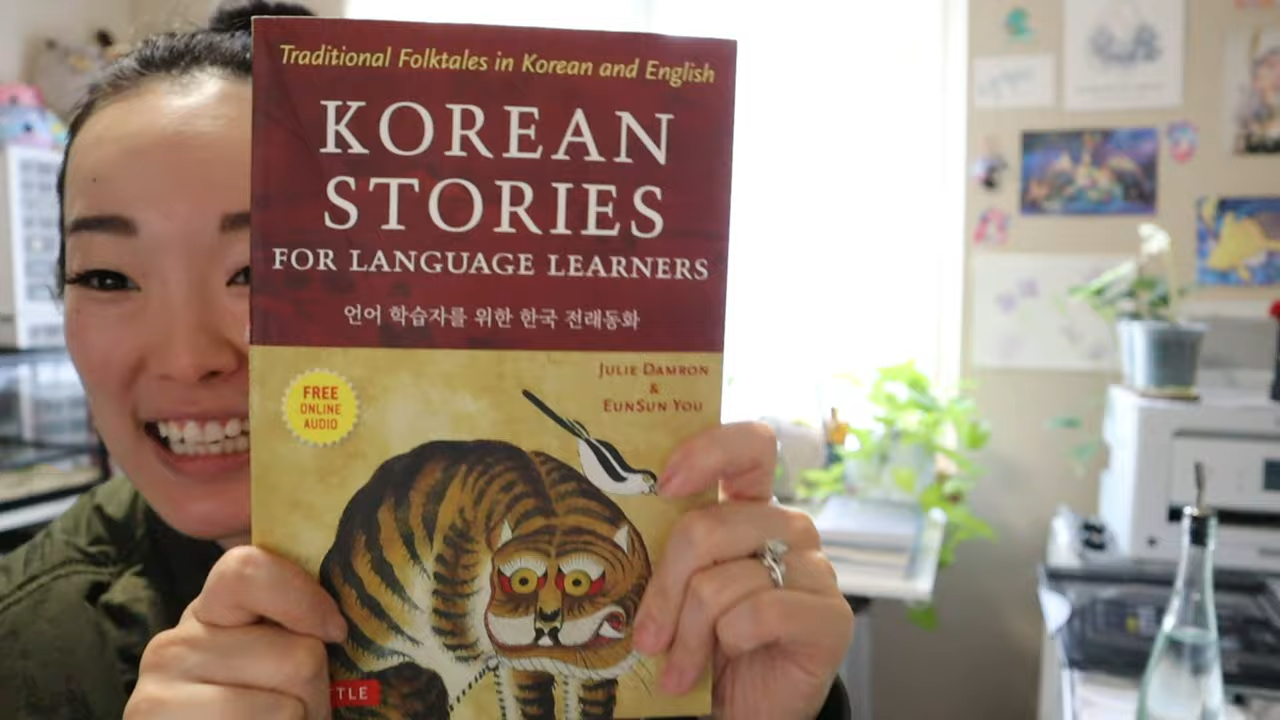 Traditional Folktales in Korean and English
KOREAN
STORIES
FOR LANGUAGE LEARNERS
언어 학습자를 위한 한국 전래동화
JULIE DAMRON
&
EUNSUN YOU
FREE
ONLINE
AUDIO
TTLE